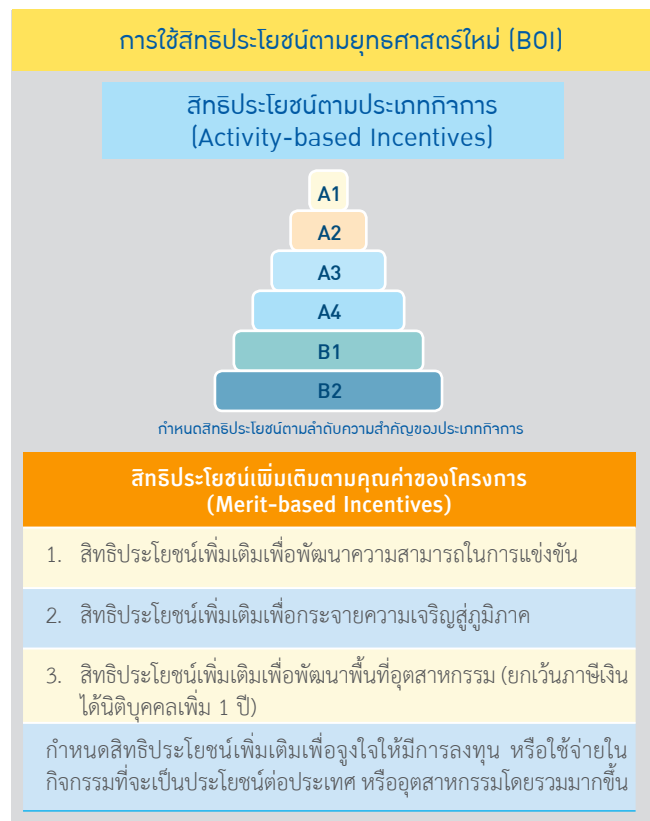 การใช้สิทธิประโยชน์ตามยุทธศาสตร์ใหม่ (BOI)
สิทธิประโยชน์ตามประเภทกิจการ
(Activity-based Incentives)
A1
A2
A3
A4
B1
B2
กำหนดสิทธิประโยชน์ตามลำดับความสำคัญของประเภทกิจการ
สิทธิประโยชน์เพิ่มเติมตามคุณค่าของโครงการ
(Merit-based Incentives)
1. สิทธิประโยชน์เพิ่มเติมเพื่อพัฒนาความสามารถในการแข่งขัน
2. สิทธิประโยชน์เพิ่มเติมเพื่อกระจายความเจริญสู่ภูมิภาค
3. สิทธิประโยชน์เพิ่มเติมเพื่อพัฒนาพื้นที่อุตสาหกรรม (ยกเว้นภาษีเงิน
ได้นิติบุคคลเพิ่ม 1 ปี)
กำหนดสิทธิประโยชน์เพิ่มเติมเพื่อจูงใจให้มีการลงทุน หรือใช้จ่ายใน
กิจกรรมที่จะเป็นประโยชน์ต่อประเทศ หรืออุตสาหกรรมโดยรวมมากขึ้น